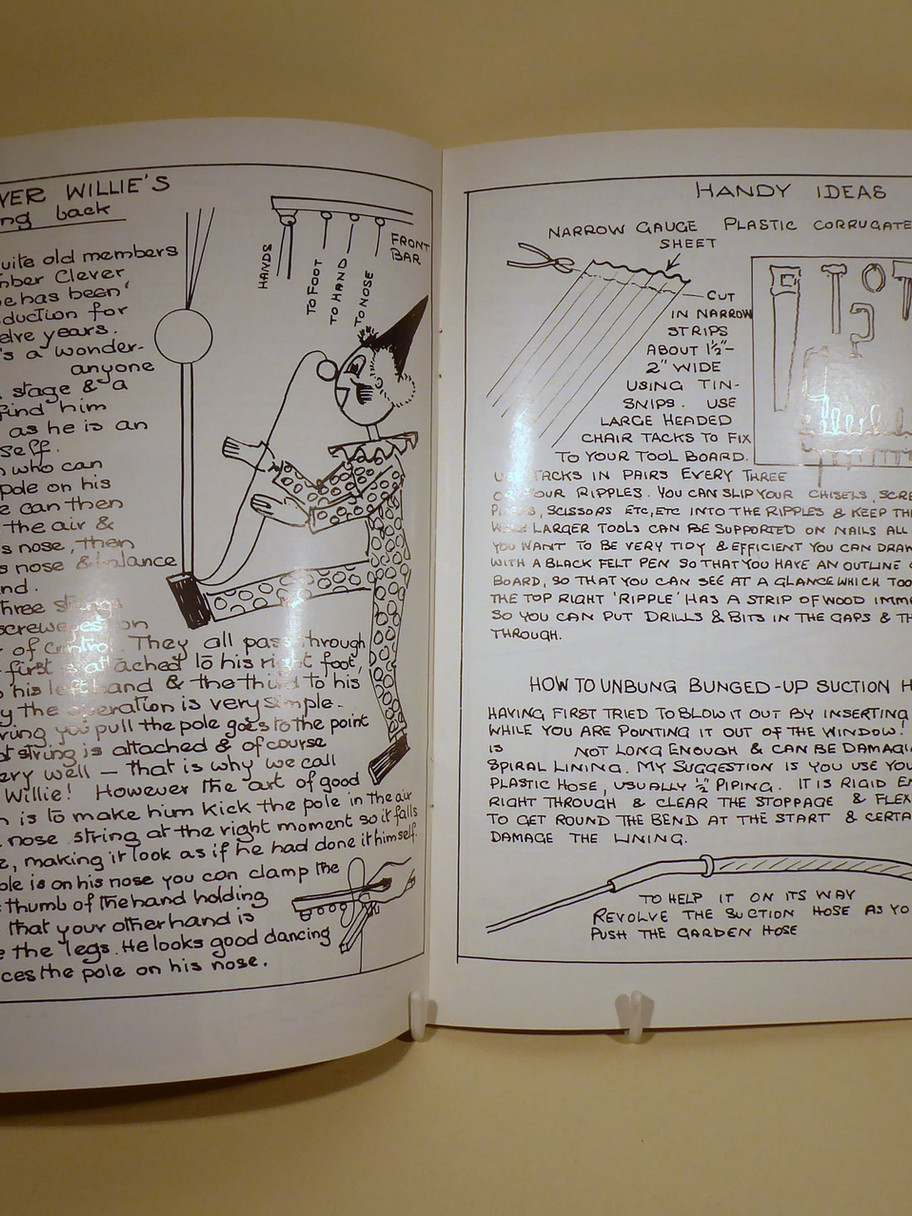 VER WILLIE'S
ng back
uite old members
mber Clever
he has been'
duction for
elve years.
's a wonder-
anyone
stage & a
find him
as he is an
self.
who can
pole on his
e can then
the air &
s nose, then
s nose & balance
nd.
three strings
screweyes on
of Control. They all pass through
first is attached to his right foot,
his left hand & the third to his
y the operation is very simple.
ring you pull the pole goes to the point
t string is attached & of course
ery well – that is why we call
Willie! However the art of good
n is to make him kick the pole in the air
nose string at the right moment so it falls
e, making it look as if he had done it himself.
ole is on his nose you can clamp the
thumb of the hand holding
that your other hand is
e the legs. He looks good dancing
ces the pole on his nose.
HANDS
TO FOOT
TO HAND
TO NOSE
FRONT
BAR
HANDY IDEAS
NARROW GAUGE PLASTIC CORRUGATE
SHEET
CUT
IN NARROW
STRIPS
ABOUT 1½"–
2" WIDE
USING TIN-
SNIPS. USE
LARGE HEADED
CHAIR TACKS TO FIX
TO YOUR TOOL BOARD.
USE TACKS IN PAIRS EVERY THREE
YOUR RIPPLES. YOU CAN SLIP YOUR CHISELS, SCRE
SCISSORS ETC, ETC INTO THE RIPPLES & KEEP TH
LARGER TOOLS CAN BE SUPPORTED ON NAILS ALL
YOU WANT TO BE VERY TIDY & EFFICIENT YOU CAN DRAW
WITH A BLACK FELT PEN SO THAT YOU HAVE AN OUTLINE
BOARD, SO THAT YOU CAN SEE AT A GLANCE WHICH TOO
THE TOP RIGHT 'RIPPLE' HAS A STRIP OF WOOD IMME
SO YOU CAN PUT DRILLS & BITS IN THE GAPS & TH
THROUGH.
HOW TO UNBUNG BUNGED-UP SUCTION H
HAVING FIRST TRIED TO BLOW IT OUT BY INSERTING
WHILE YOU ARE POINTING IT OUT OF THE WINDOW!
IS NOT LONG ENOUGH & CAN BE DAMAGI
SPIRAL LINING. MY SUGGESTION IS YOU USE YOU
PLASTIC HOSE, USUALLY ½" PIPING. IT IS RIGID E
RIGHT THROUGH & CLEAR THE STOPPAGE & FLEX
TO GET ROUND THE BEND AT THE START & CERTA
DAMAGE THE LINING.
TO HELP IT ON ITS WAY
REVOLVE THE SUCTION HOSE AS YO
PUSH THE GARDEN HOSE